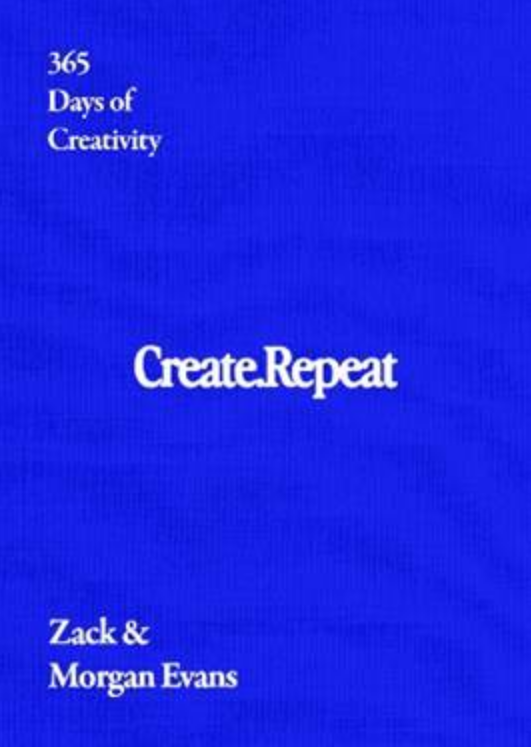 365
Days of
Creativity
Create.Repeat
Zack &
Morgan Evans